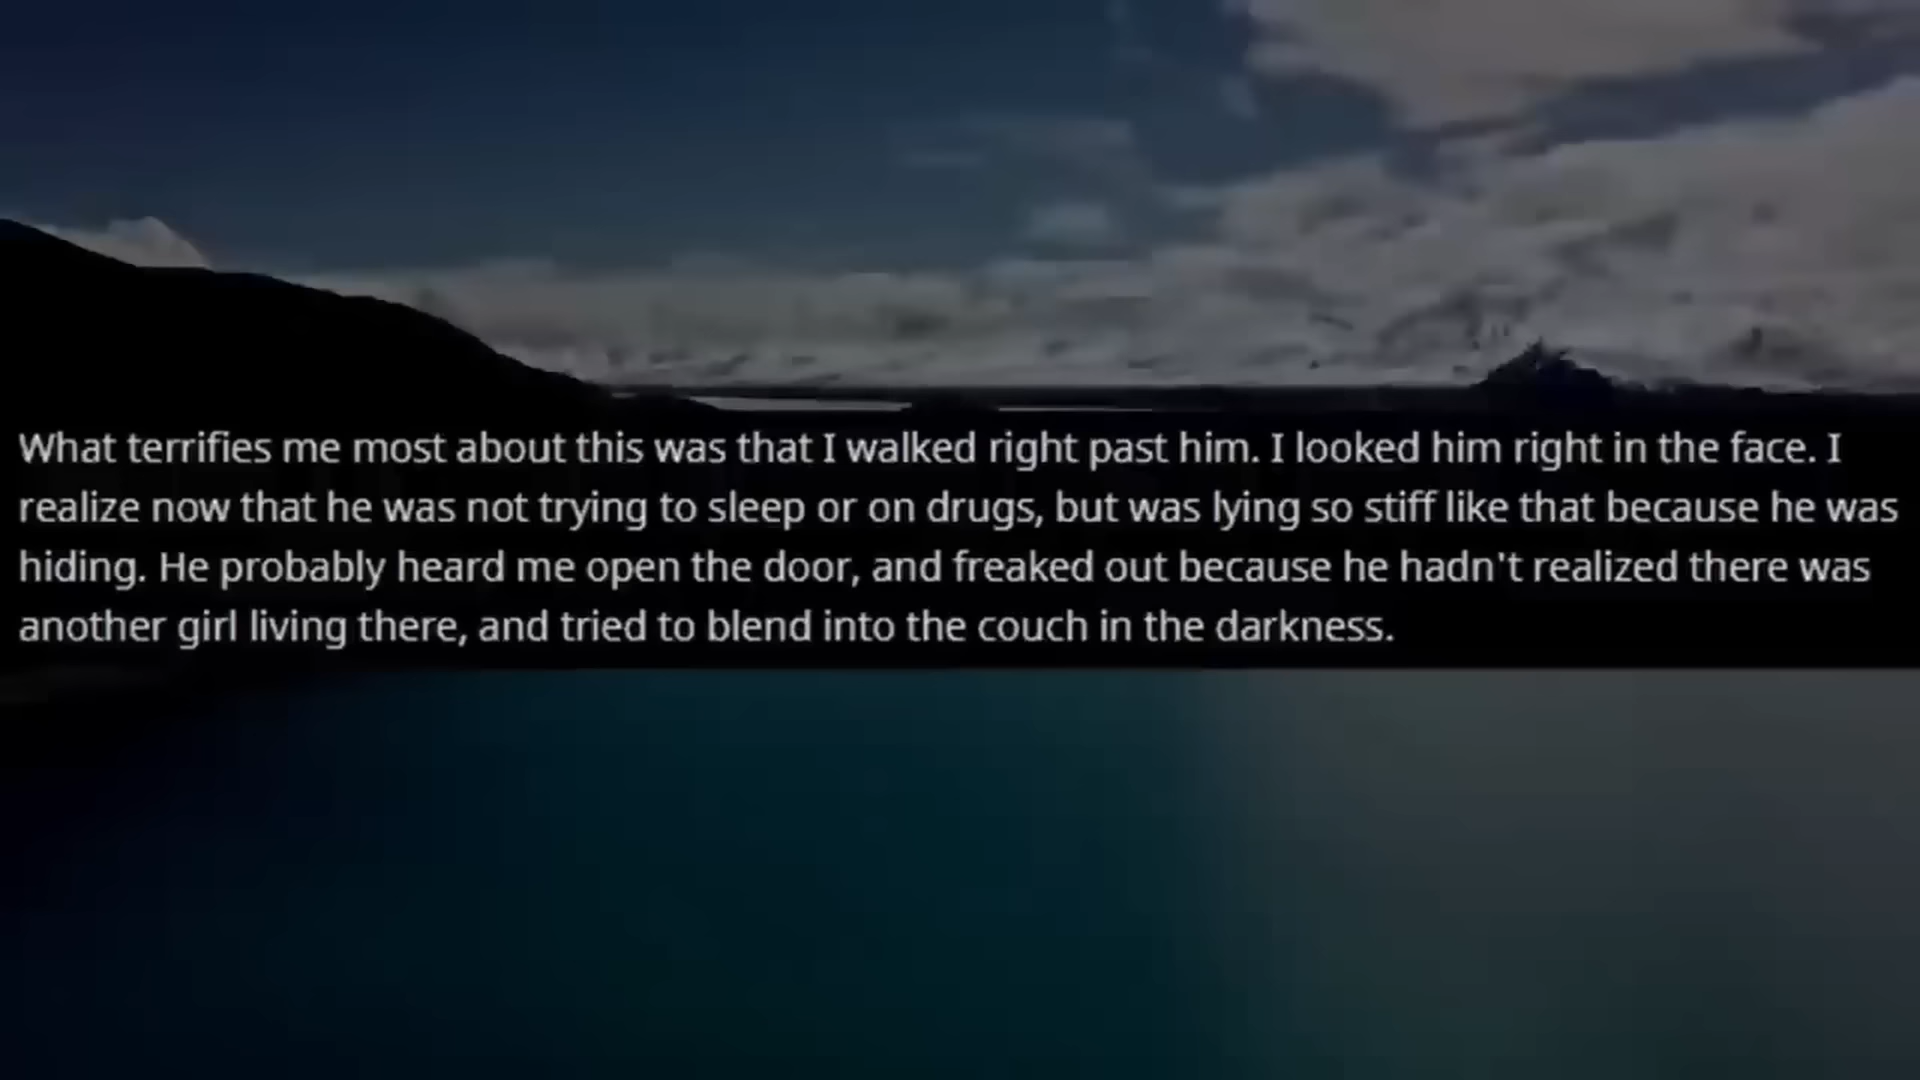 What terrifies me most about this was that I walked right past him. I looked him right in the face. I
realize now that he was not trying to sleep or on drugs, but was lying so stiff like that because he was
hiding. He probably heard me open the door, and freaked out because he hadn't realized there was
another girl living there, and tried to blend into the couch in the darkness.